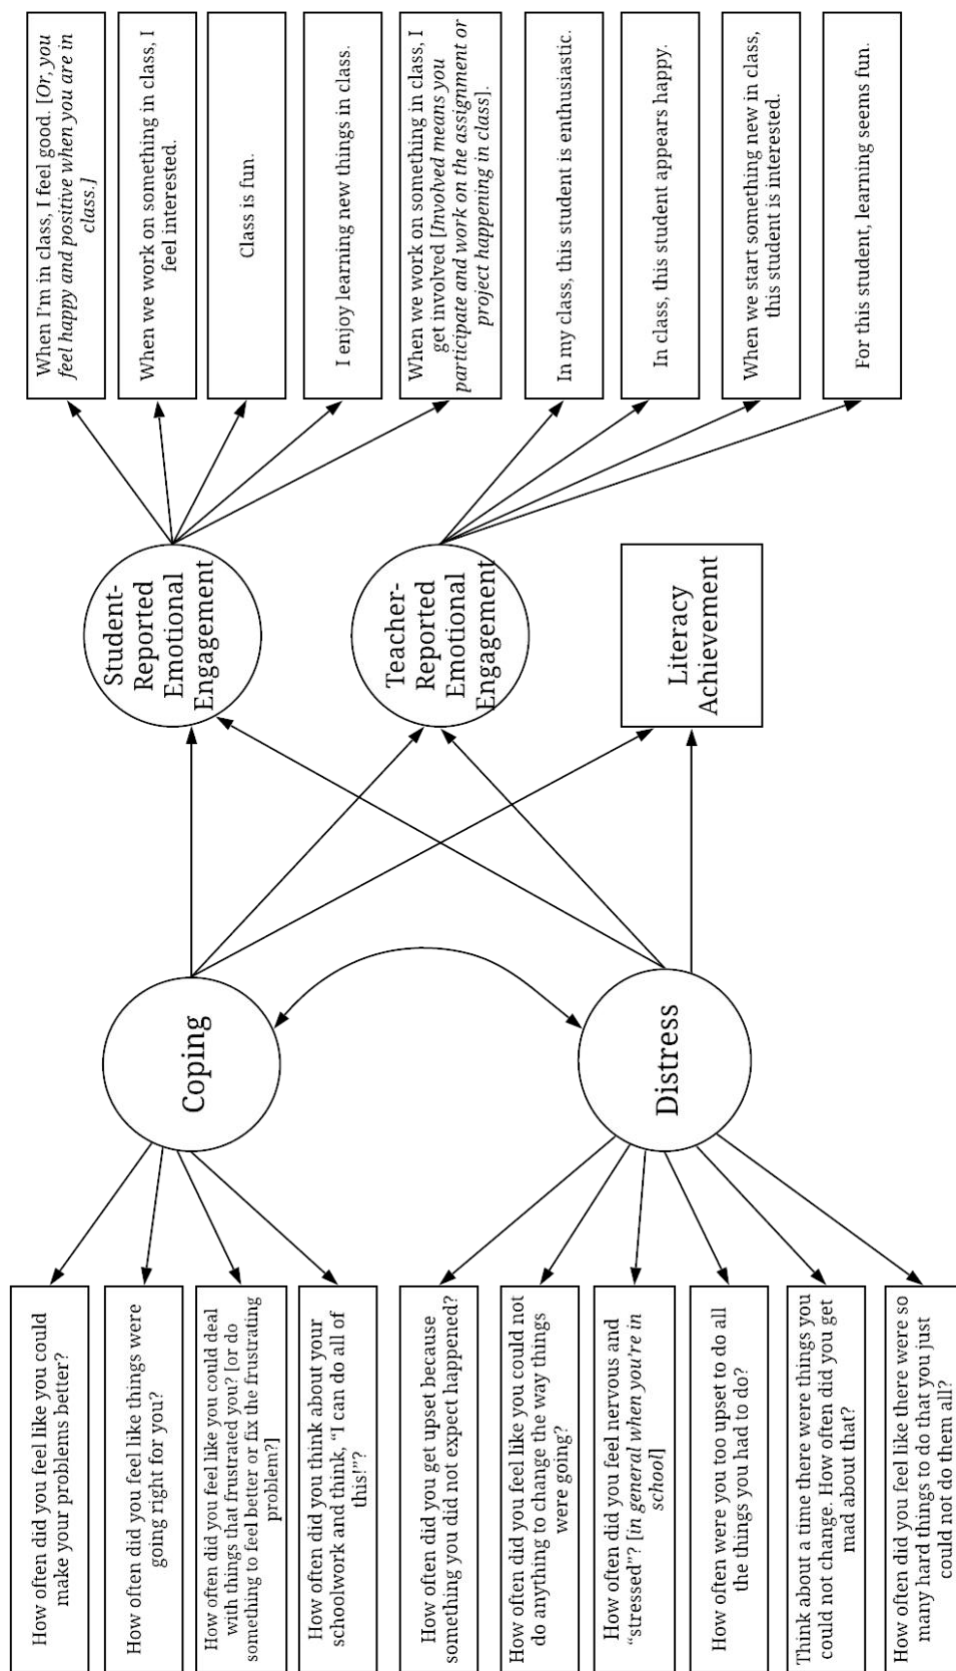 How often did you feel like you could
make your problems better?
How often did you feel like things were
going right for you?
How often did you feel like you could deal
with things that frustrated you? [or do
something to feel better or fix the frustrating
problem?]
How often did you think about your
schoolwork and think, “I can do all of
this!”?
How often did you get upset because
something you did not expect happened?
How often did you feel like you could not
do anything to change the way things
were going?
How often did you feel nervous and
“stressed”? [in general when you’re in
school]
How often were you too upset to do all
the things you had to do?
Think about a time there were things you
could not change. How often did you get
mad about that?
How often did you feel like there were so
many hard things to do that you just
could not do them all?
Coping
Distress
Student-
Reported
Emotional
Engagement
Teacher-
Reported
Emotional
Engagement
Literacy
Achievement
When I’m in class, I feel good. [Or, you
feel happy and positive when you are in
class.]
When we work on something in class, I
feel interested.
Class is fun.
I enjoy learning new things in class.
When we work on something in class, I
get involved [Involved means you
participate and work on the assignment or
project happening in class].
In my class, this student is enthusiastic.
In class, this student appears happy.
When we start something new in class,
this student is interested.
For this student, learning seems fun.